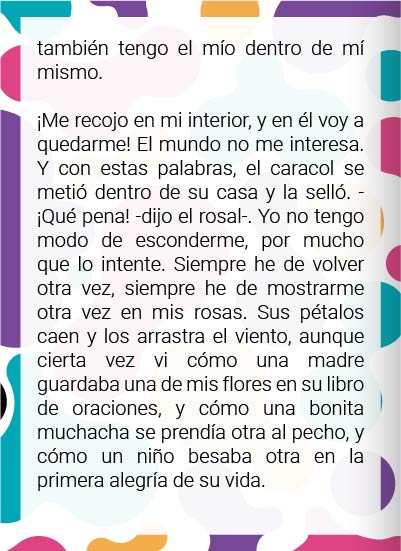 también tengo el mío dentro de mí
mismo.
¡Me recojo en mi interior, y en él voy a
quedarme! El mundo no me interesa.
Y con estas palabras, el caracol se
metió dentro de su casa y la selló. -
¡Qué pena! -dijo el rosal-. Yo no tengo
modo de esconderme, por mucho
que lo intente. Siempre he de volver
otra vez, siempre he de mostrarme
otra vez en mis rosas. Sus pétalos
caen y los arrastra el viento, aunque
cierta vez vi cómo una madre
guardaba una de mis flores en su libro
de oraciones, y cómo una bonita
muchacha se prendía otra al pecho, y
cómo un niño besaba otra en la
primera alegría de su vida.